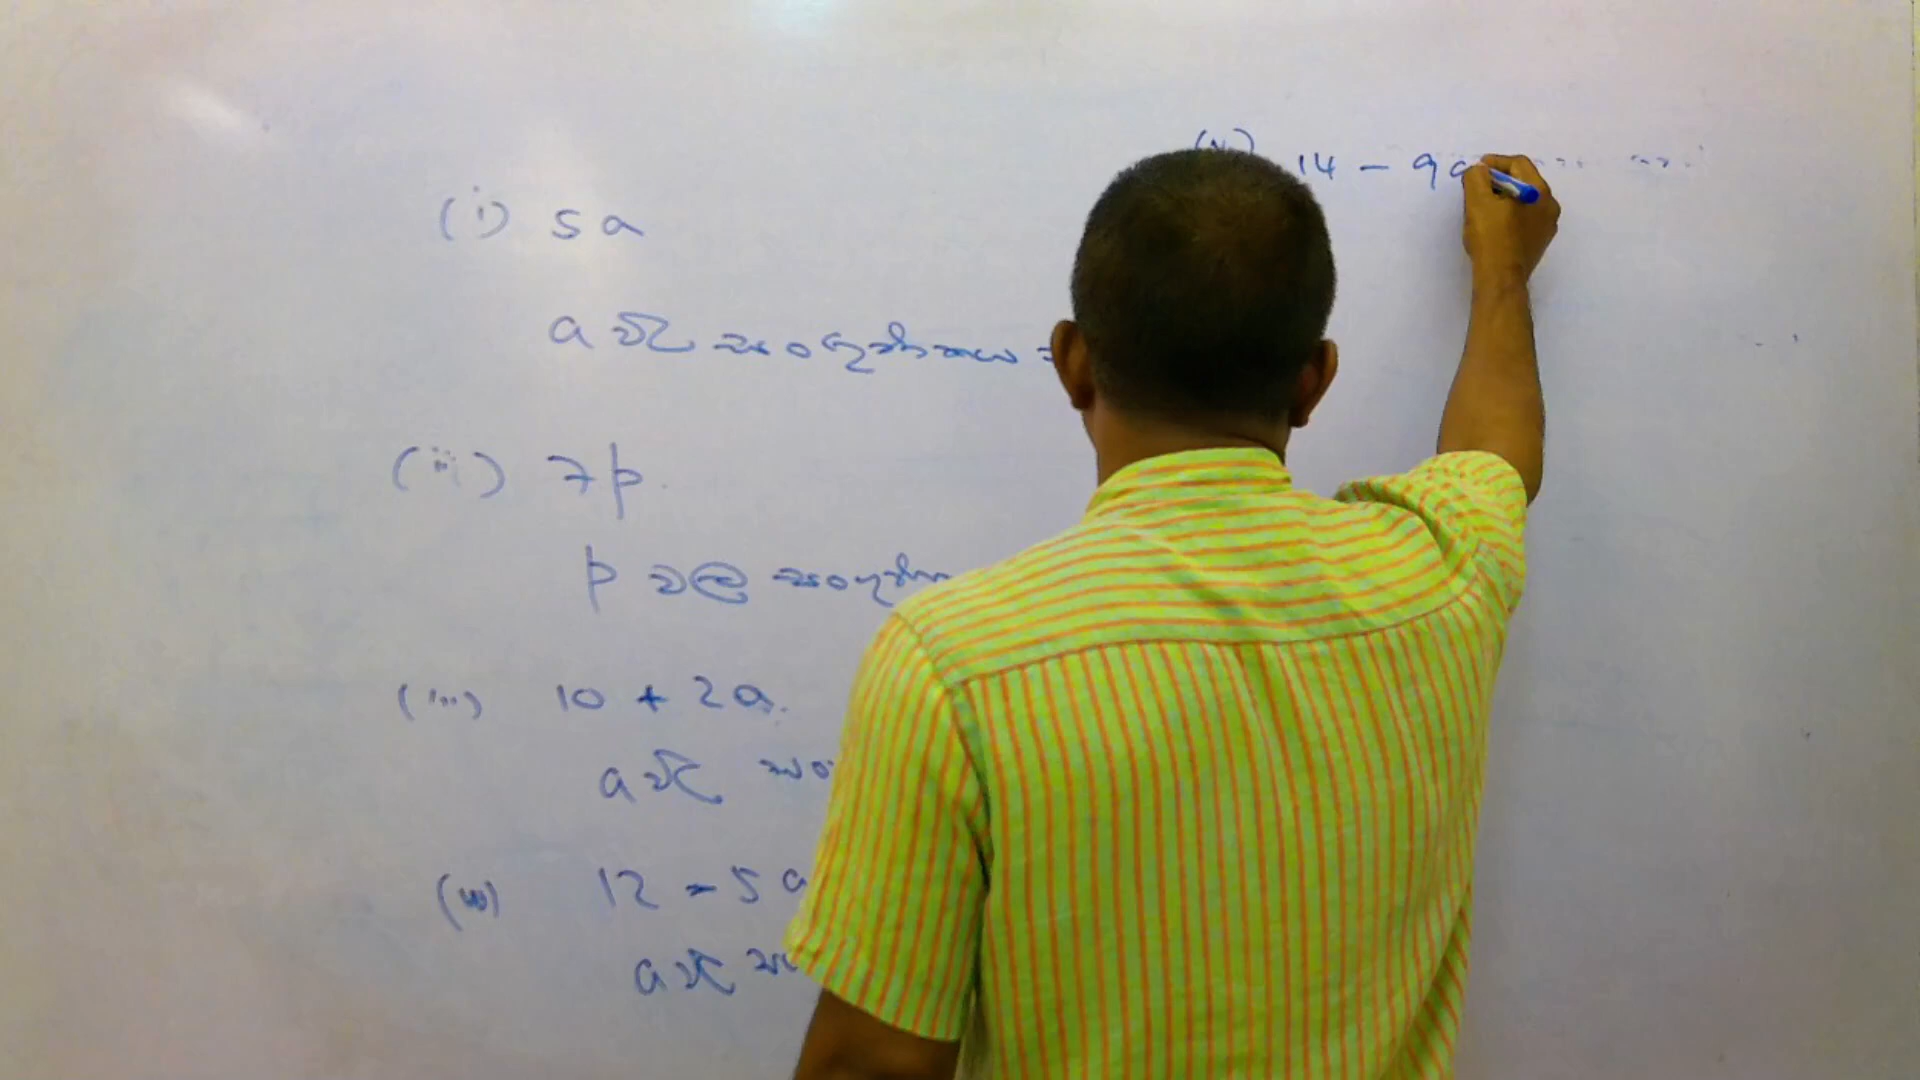 (i) 5a
a වල සංගුණකය =
(ii) 7p
p වල
(iii) 10 + 2a
a වල
(iv) 12 - 5a
a වල
14 - 9a